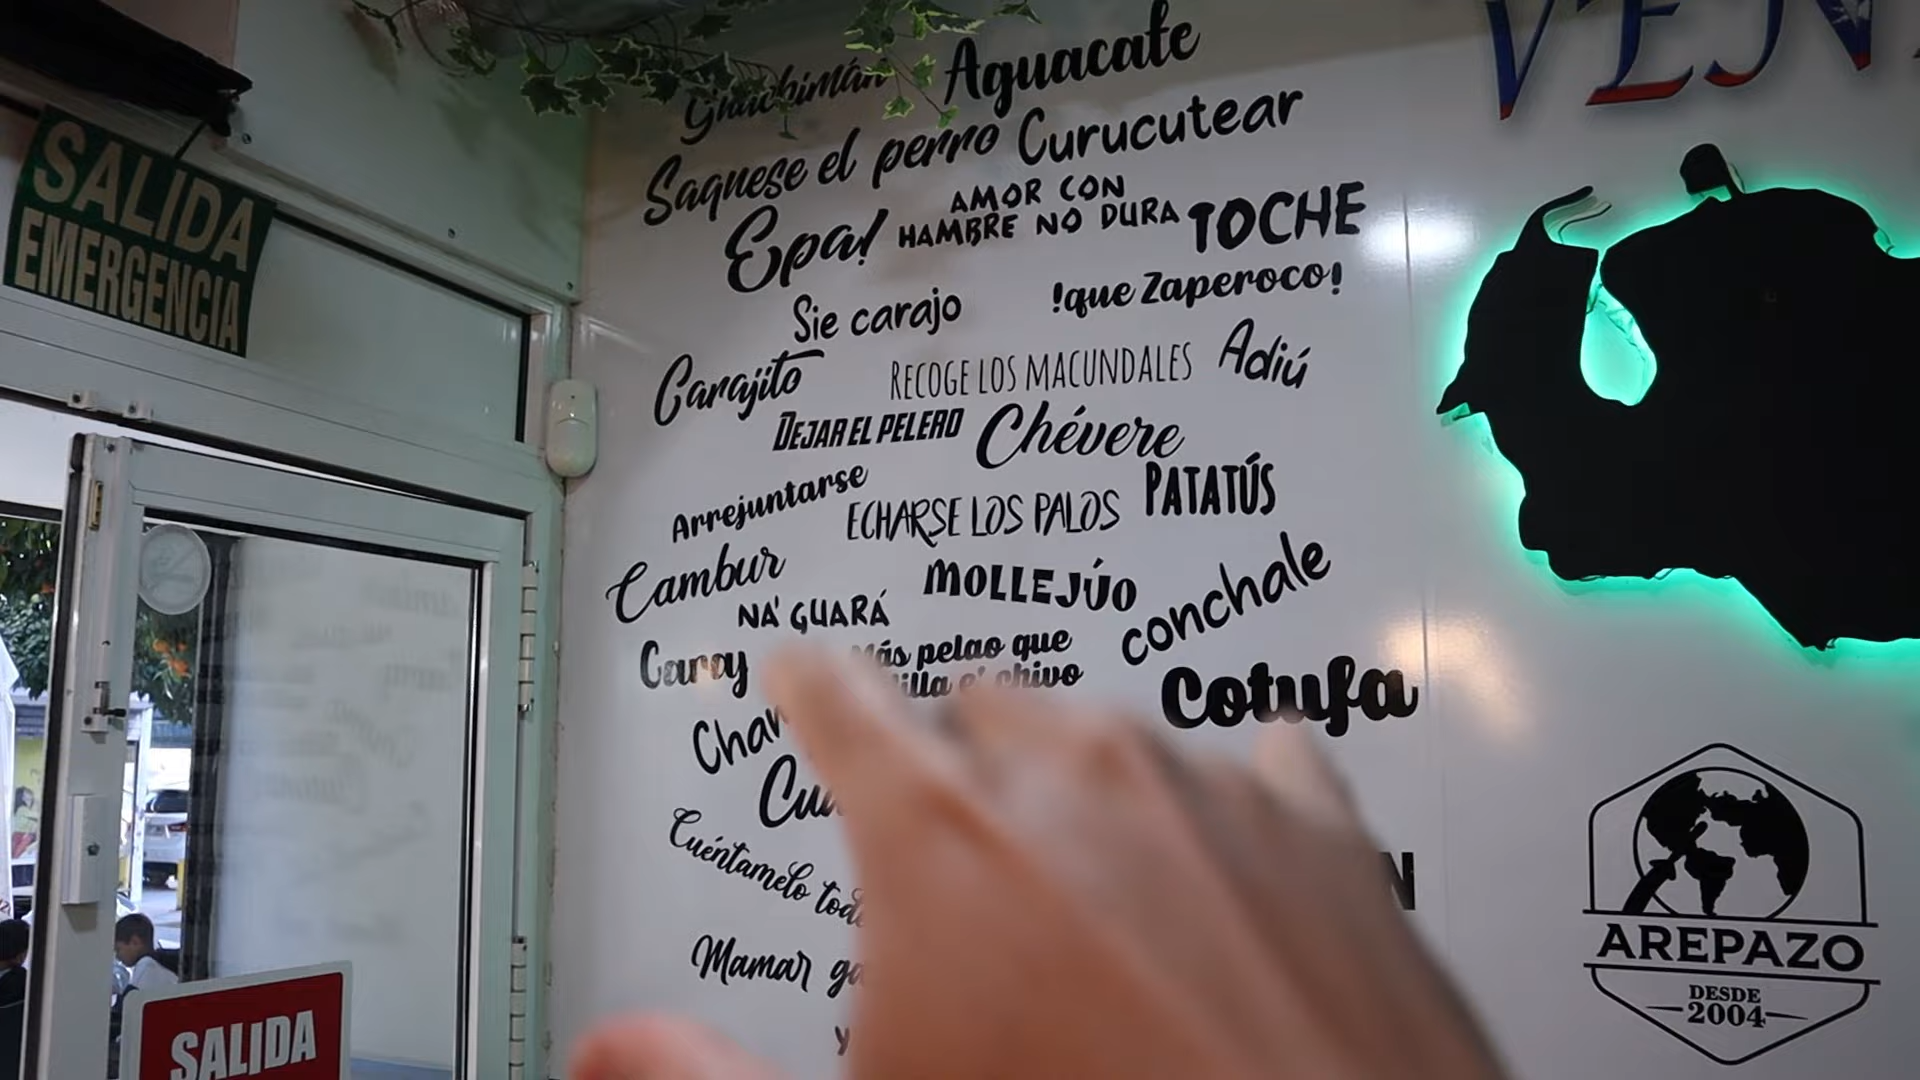 Aguacate
VEN
Saquese el perro Curucutear
SALIDA
EMERGENCIA
Epa!
AMOR CON
HAMBRE NO DURA
TOCHE
Sie carajo
!que Zaperoco!
Carajito
RECOGE LOS MACUNDALES
Adiú
DEJAR EL PELERO
Chévere
Arrejuntarse
ECHARSE LOS PALOS
PATATÚS
Cambur
MOLLEJÚO
NA' GUARÁ
conchale
Caray
Más pelao que
e' chivo
Cotufa
Cuéntamelo
Mamar
AREPAZO
DESDE
2004
SALIDA